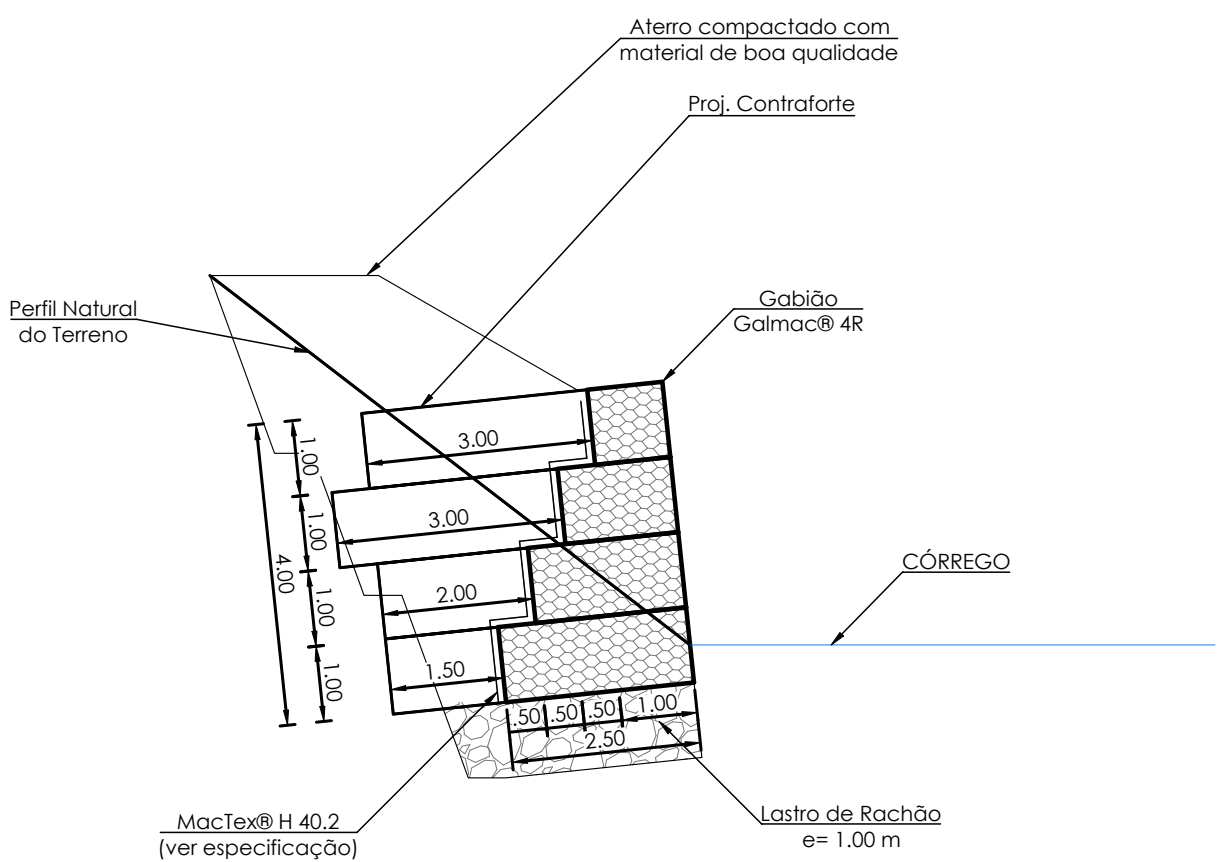 Aterro compactado com
material de boa qualidade
Proj. Contraforte
Perfil Natural
do Terreno
Gabião
Galmac® 4R
3.00
1.00
3.00
1.00
4.00
CÓRREGO
2.00
1.00
1.50
1.00
.50 .50 .50 1.00
2.50
MacTex® H 40.2
(ver especificação)
Lastro de Rachão
e= 1.00 m